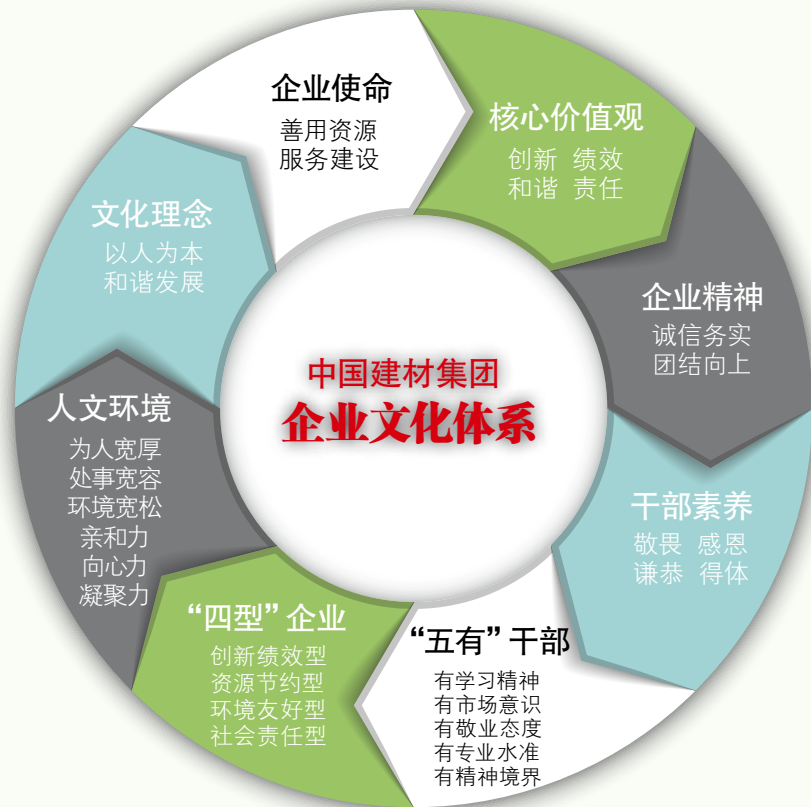 中国建材集团
企业文化体系
企业使命
善用资源
服务建设
核心价值观
创新 绩效
和谐 责任
企业精神
诚信务实
团结向上
干部素养
敬畏 感恩
谦恭 得体
“五有”干部
有学习精神
有市场意识
有敬业态度
有专业水准
有精神境界
“四型”企业
创新绩效型
资源节约型
环境友好型
社会责任型
人文环境
为人宽厚
处事宽容
环境宽松
亲和力
向心力
凝聚力
文化理念
以人为本
和谐发展